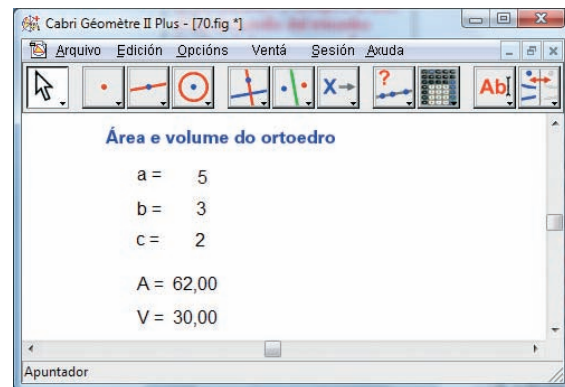 Cabri Géomètre II Plus - [70.fig *]
Arquivo Edición Opcións Ventá Sesión Axuda
? Ab
Área e volume do ortoedro
a = 5
b = 3
c = 2
A = 62,00
V = 30,00
Apuntador